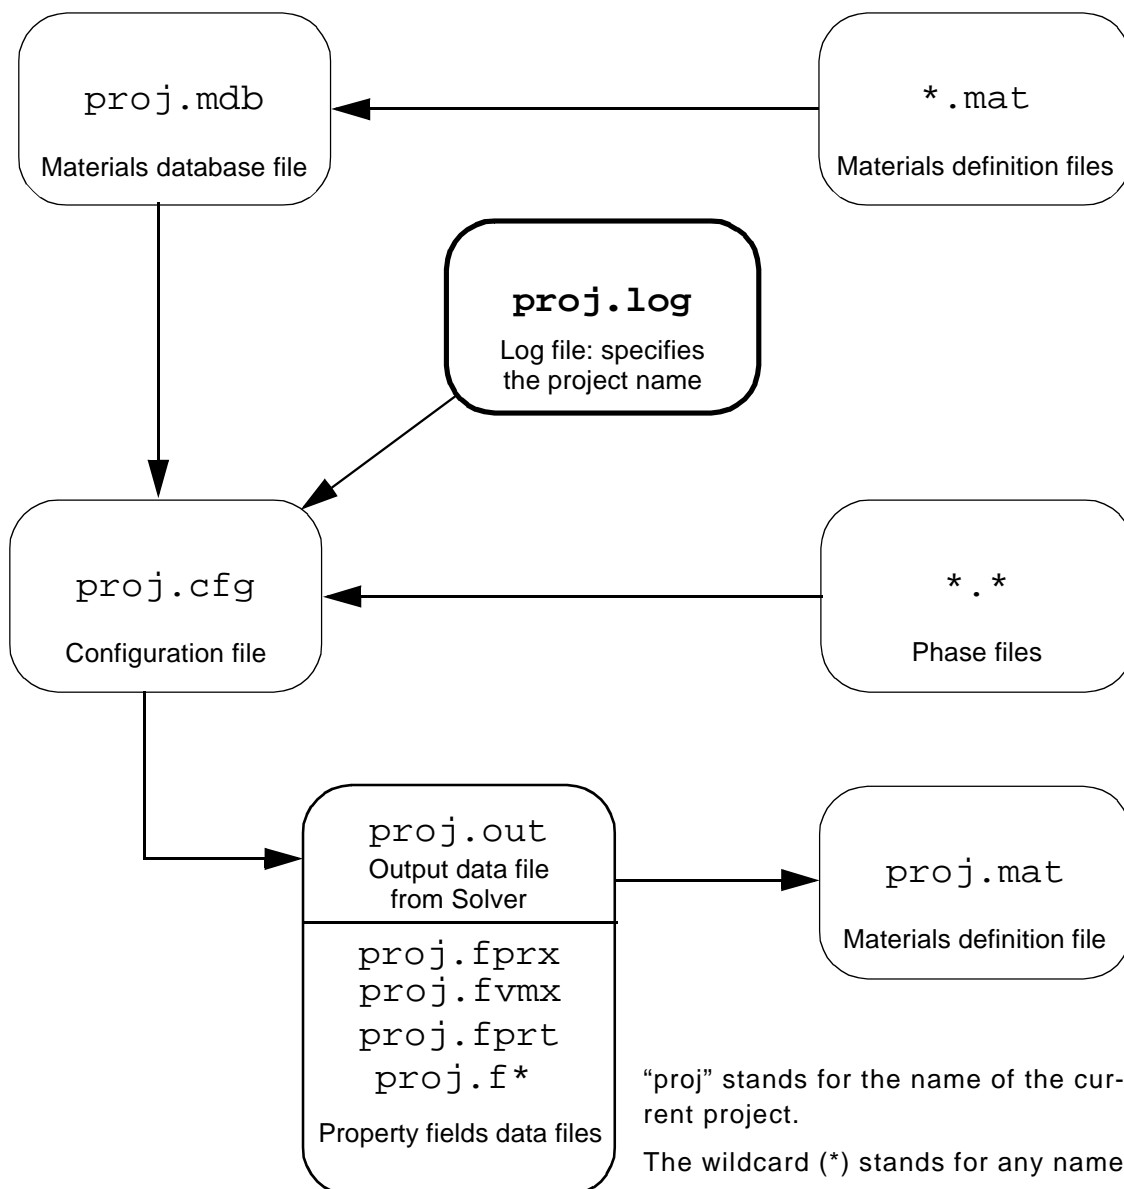 proj.mdb
Materials database file
*.mat
Materials definition files
proj.log
Log file: specifies
the project name
proj.cfg
Configuration file
*.*
Phase files
proj.out
Output data file
from Solver
proj.fprx
proj.fvmx
proj.fprt
proj.f*
Property fields data files
proj.mat
Materials definition file
“proj” stands for the name of the cur-
rent project.
The wildcard (*) stands for any name